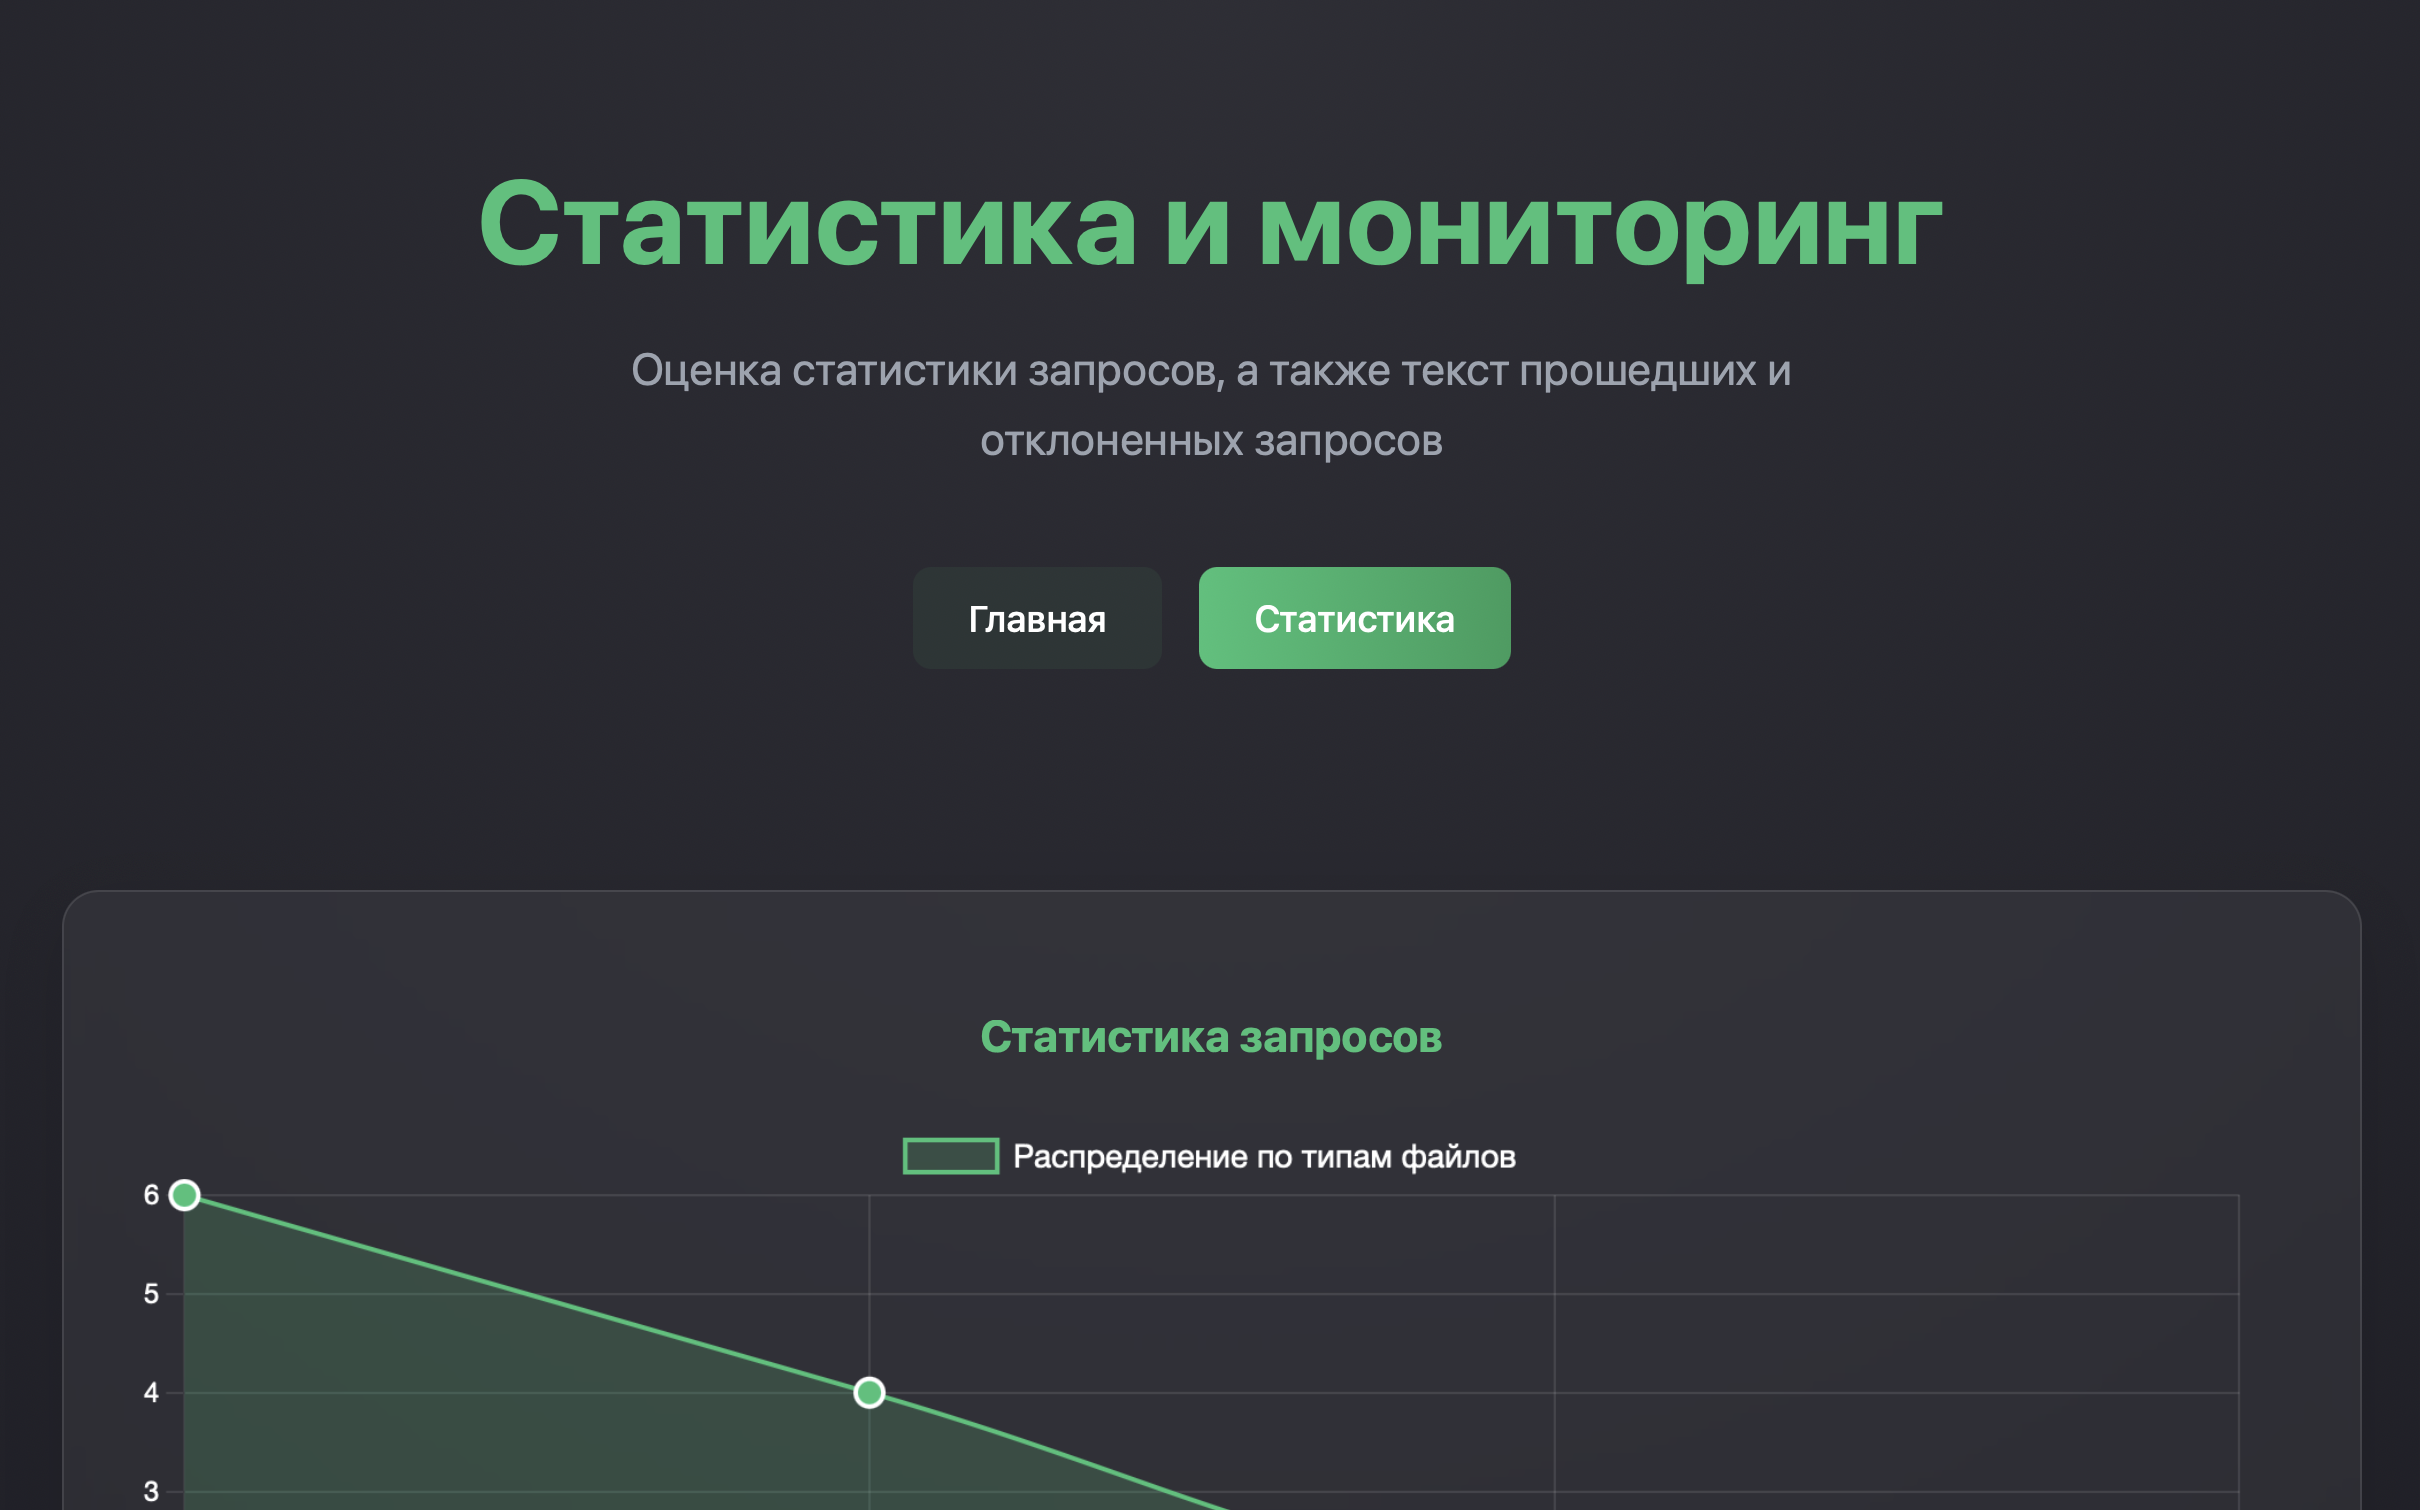 Статистика и мониторинг
Оценка статистики запросов, а также текст прошедших и
отклоненных запросов
Главная
Статистика
Статистика запросов
Распределение по типам файлов
6
5
4
3